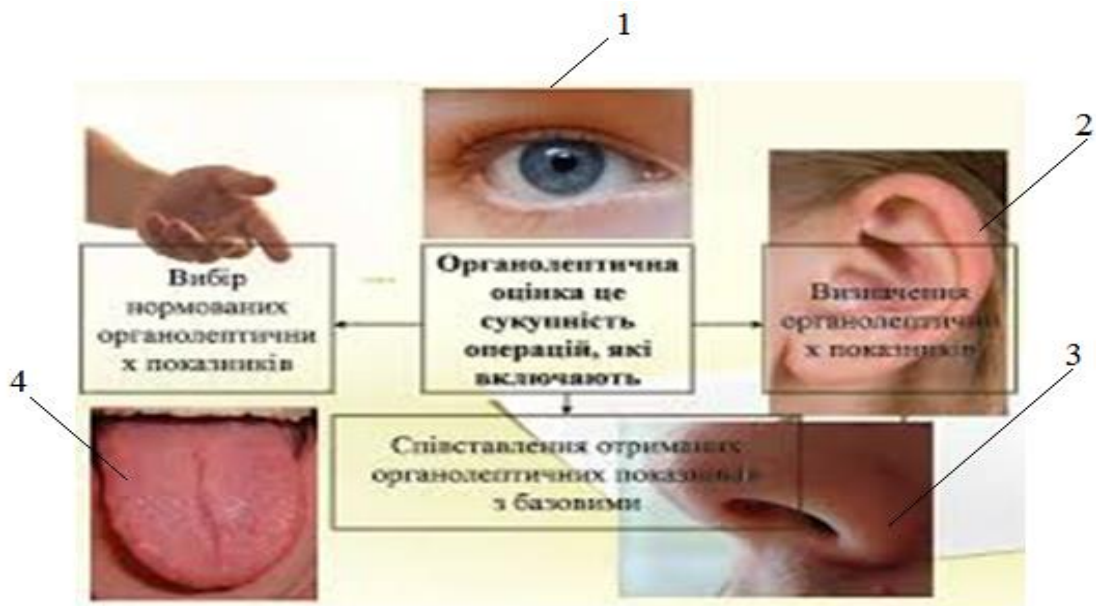 1
2
Вибір
нормованих
органолептични
х показників
Органолептична
оцінка це
сукупність
операцій, які
включають
Визначення
органолептични
х показників
3
4
Співставлення отриманих
органолептичних показників
з базовими